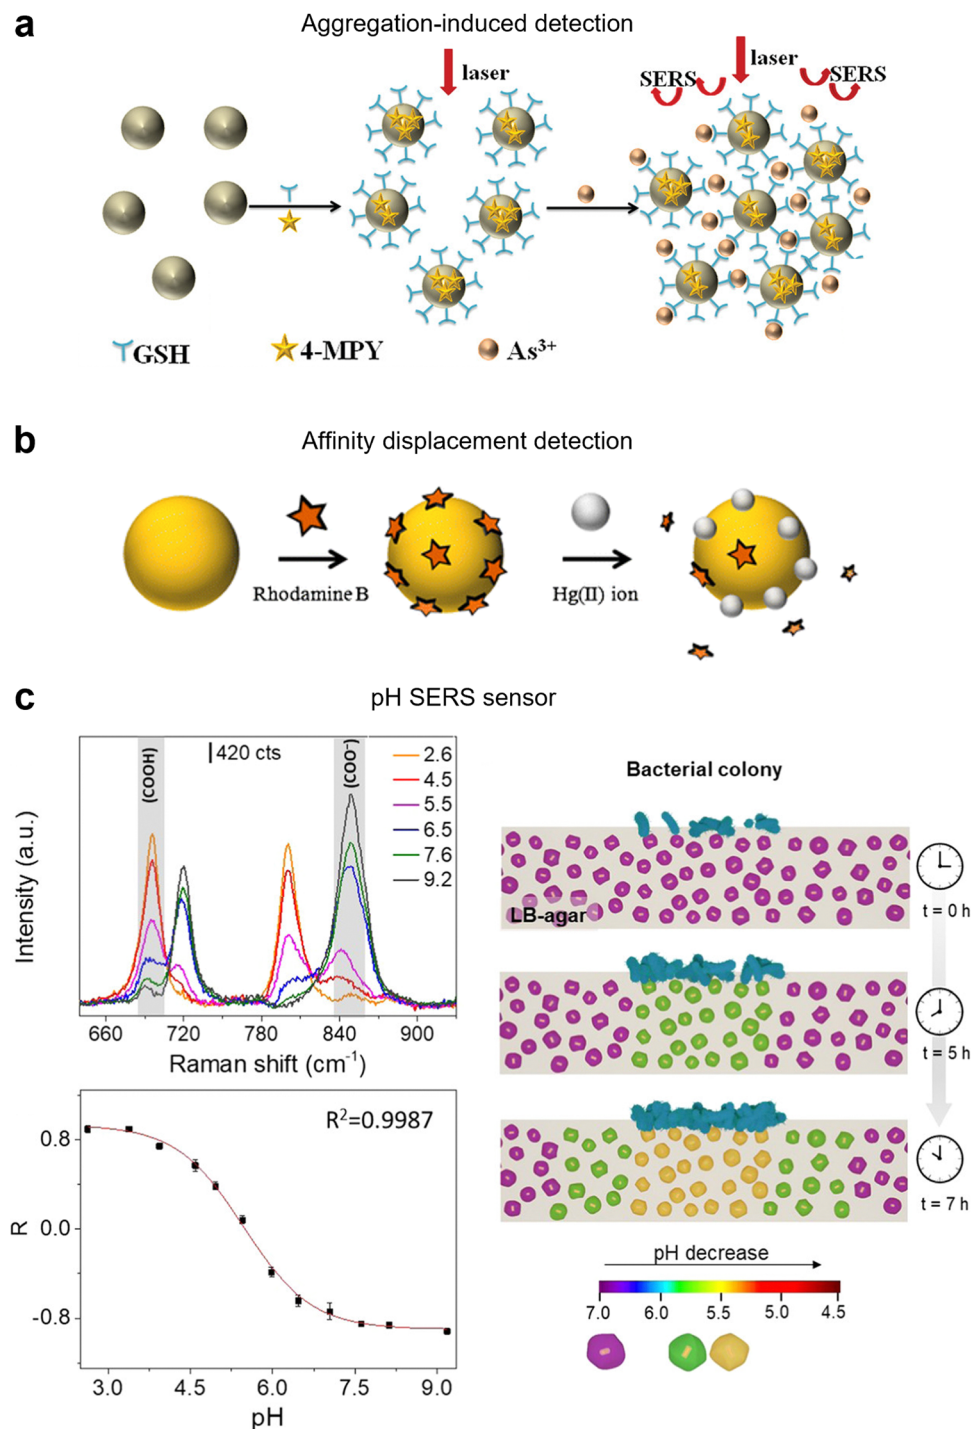 a
Aggregation-induced detection
laser
SERS
laser
SERS
GSH
4-MPY
As³⁺
b
Affinity displacement detection
Rhodamine B
Hg(II) ion
c
pH SERS sensor
(COOH)
420 cts
(COO⁻)
2.6
4.5
5.5
6.5
7.6
9.2
Intensity (a.u.)
660 720 780 840 900
Raman shift (cm⁻¹)
R²=0.9987
0.8
0.0
-0.8
R
3.0 4.5 6.0 7.5 9.0
pH
Bacterial colony
LB-agar
t = 0 h
t = 5 h
t = 7 h
pH decrease
7.0 6.0 5.5 5.0 4.5